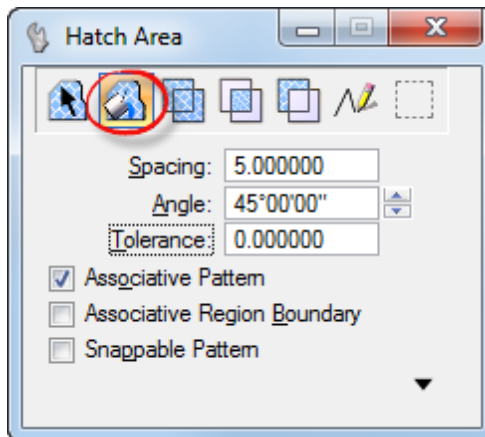 Hatch Area
Spacing: 5.000000
Angle: 45°00'00"
Tolerance: 0.000000
Associative Pattern
Associative Region Boundary
Snappable Pattern